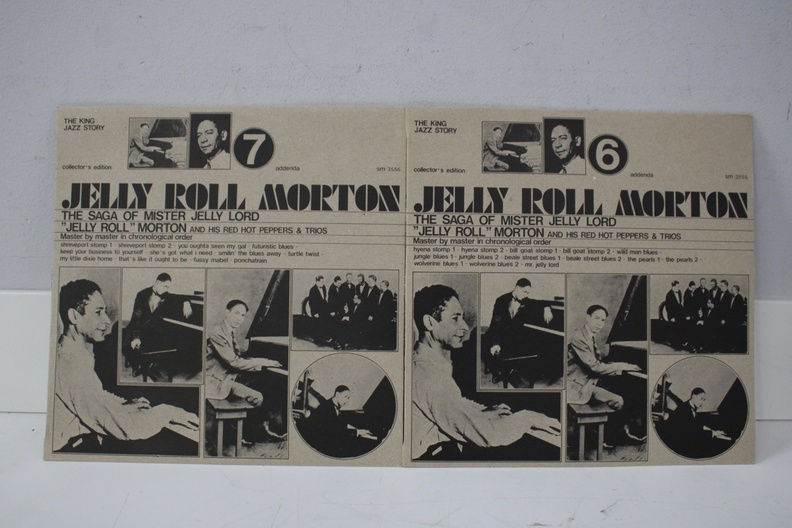 THE KING
JAZZ STORY
7
collector's edition
addenda
JELLY ROLL MORTON
THE SAGA OF MISTER JELLY LORD
"JELLY ROLL" MORTON AND HIS RED HOT PEPPERS & TRIOS
Master by master in chronological order
shreveport stomp 1 · shreveport stomp 2 · you oughta seen my gal · futuristic blues ·
keep your business to yourself · she's got what i need · smilin' the blues away · turtle twist
my little dixie home · that's like it ought to be · fussy mabel · ponchatrain
THE KING
JAZZ STORY
6
collector's edition
addenda
JELLY ROLL MORTON
THE SAGA OF MISTER JELLY LORD
"JELLY ROLL" MORTON AND HIS RED HOT PEPPERS & TRIOS
Master by master in chronological order
hyena stomp 1 · hyena stomp 2 · bill goat stomp 2 · wild man blues ·
jungle blues 1 · jungle blues 2 · beale street blues 1 · beale street blues 2 · the pearls 1 · the pearls 2 ·
wolverine blues 1 · wolverine blues 2 · mr. jelly lord